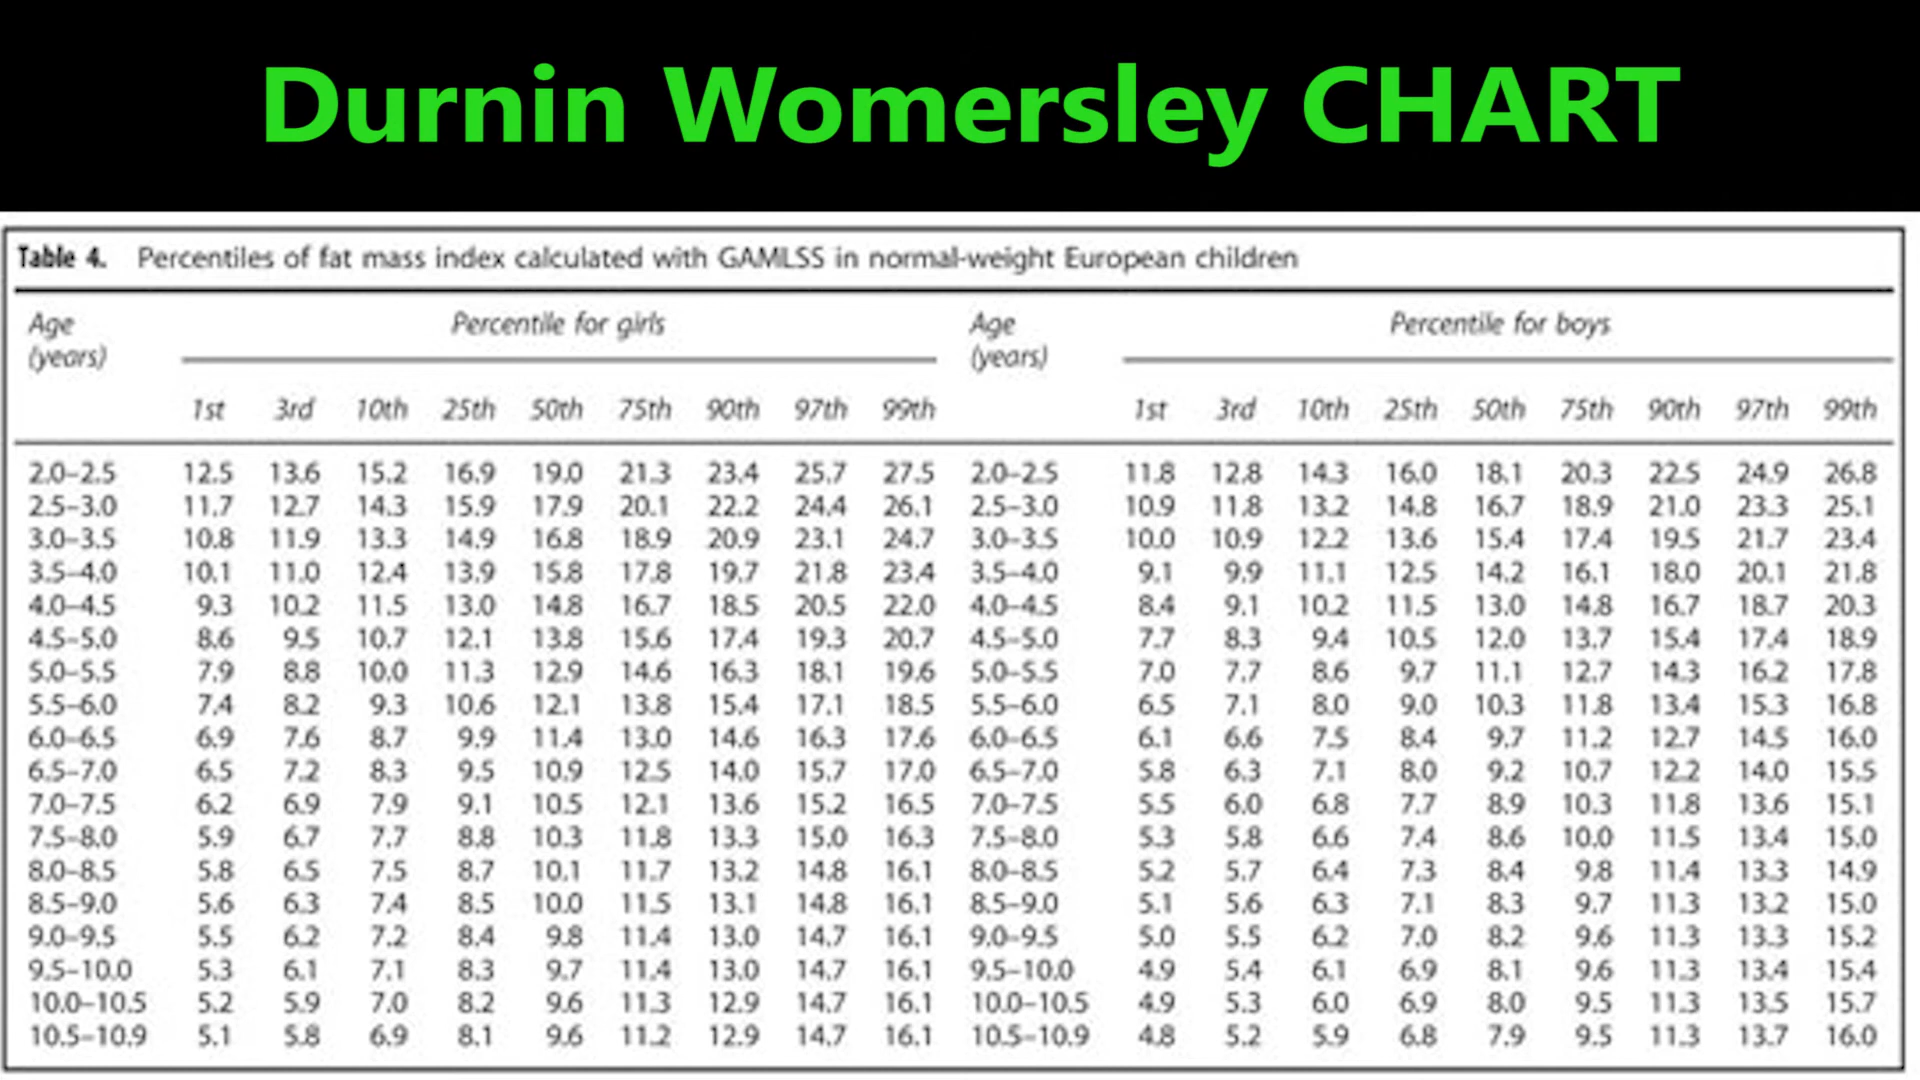 Durnin Womersley CHART
Table 4. Percentiles of fat mass index calculated with GAMLSS in normal-weight European children
Age (years) Percentile for girls Age (years) Percentile for boys
1st 3rd 10th 25th 50th 75th 90th 97th 99th 1st 3rd 10th 25th 50th 75th 90th 97th 99th
2.0–2.5 12.5 13.6 15.2 16.9 19.0 21.3 23.4 25.7 27.5 2.0–2.5 11.8 12.8 14.3 16.0 18.1 20.3 22.5 24.9 26.8
2.5–3.0 11.7 12.7 14.3 15.9 17.9 20.1 22.2 24.4 26.1 2.5–3.0 10.9 11.8 13.2 14.8 16.7 18.9 21.0 23.3 25.1
3.0–3.5 10.8 11.9 13.3 14.9 16.8 18.9 20.9 23.1 24.7 3.0–3.5 10.0 10.9 12.2 13.6 15.4 17.4 19.5 21.7 23.4
3.5–4.0 10.1 11.0 12.4 13.9 15.8 17.8 19.7 21.8 23.4 3.5–4.0 9.1 9.9 11.1 12.5 14.2 16.1 18.0 20.1 21.8
4.0–4.5 9.3 10.2 11.5 13.0 14.8 16.7 18.5 20.5 22.0 4.0–4.5 8.4 9.1 10.2 11.5 13.0 14.8 16.7 18.7 20.3
4.5–5.0 8.6 9.5 10.7 12.1 13.8 15.6 17.4 19.3 20.7 4.5–5.0 7.7 8.3 9.4 10.5 12.0 13.7 15.4 17.4 18.9
5.0–5.5 7.9 8.8 10.0 11.3 12.9 14.6 16.3 18.1 19.6 5.0–5.5 7.0 7.7 8.6 9.7 11.1 12.7 14.3 16.2 17.8
5.5–6.0 7.4 8.2 9.3 10.6 12.1 13.8 15.4 17.1 18.5 5.5–6.0 6.5 7.1 8.0 9.0 10.3 11.8 13.4 15.3 16.8
6.0–6.5 6.9 7.6 8.7 9.9 11.4 13.0 14.6 16.3 17.6 6.0–6.5 6.1 6.6 7.5 8.4 9.7 11.2 12.7 14.5 16.0
6.5–7.0 6.5 7.2 8.3 9.5 10.9 12.5 14.0 15.7 17.0 6.5–7.0 5.8 6.3 7.1 8.0 9.2 10.7 12.2 14.0 15.5
7.0–7.5 6.2 6.9 7.9 9.1 10.5 12.1 13.6 15.2 16.5 7.0–7.5 5.5 6.0 6.8 7.7 8.9 10.3 11.8 13.6 15.1
7.5–8.0 5.9 6.7 7.7 8.8 10.3 11.8 13.3 15.0 16.3 7.5–8.0 5.3 5.8 6.6 7.4 8.6 10.0 11.5 13.4 15.0
8.0–8.5 5.8 6.5 7.5 8.7 10.1 11.7 13.2 14.8 16.1 8.0–8.5 5.2 5.7 6.4 7.3 8.4 9.8 11.4 13.3 14.9
8.5–9.0 5.6 6.3 7.4 8.5 10.0 11.5 13.1 14.8 16.1 8.5–9.0 5.1 5.6 6.3 7.1 8.3 9.7 11.3 13.2 15.0
9.0–9.5 5.5 6.2 7.2 8.4 9.8 11.4 13.0 14.7 16.1 9.0–9.5 5.0 5.5 6.2 7.0 8.2 9.6 11.3 13.3 15.2
9.5–10.0 5.3 6.1 7.1 8.3 9.7 11.4 13.0 14.7 16.1 9.5–10.0 4.9 5.4 6.1 6.9 8.1 9.6 11.3 13.4 15.4
10.0–10.5 5.2 5.9 7.0 8.2 9.6 11.3 12.9 14.7 16.1 10.0–10.5 4.9 5.3 6.0 6.9 8.0 9.5 11.3 13.5 15.7
10.5–10.9 5.1 5.8 6.9 8.1 9.6 11.2 12.9 14.7 16.1 10.5–10.9 4.8 5.2 5.9 6.8 7.9 9.5 11.3 13.7 16.0